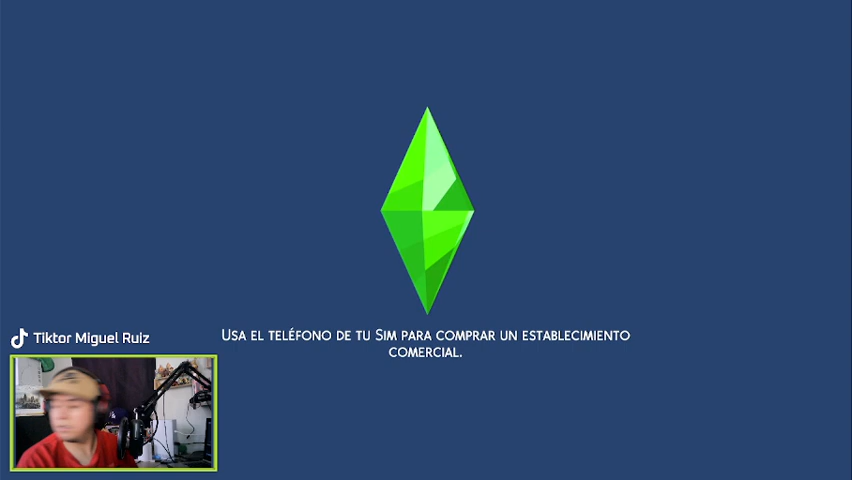 Tiktor Miguel Ruiz
Usa el teléfono de tu Sim para comprar un establecimiento
comercial.